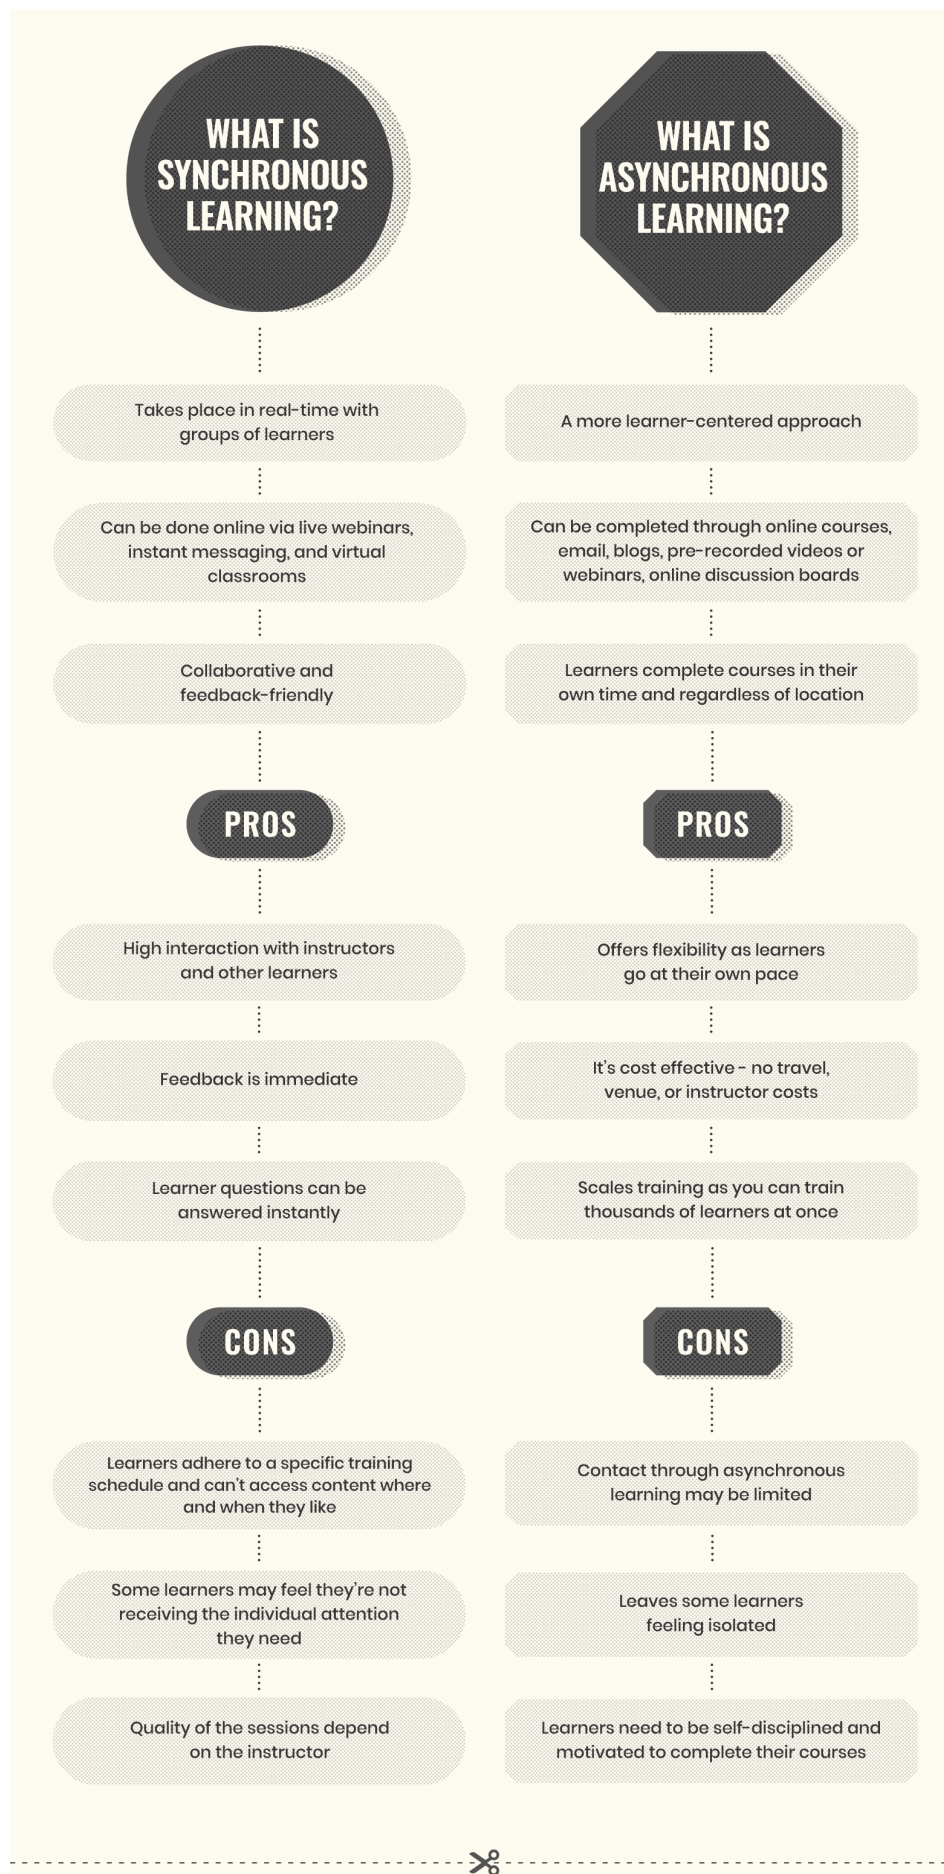 WHAT IS
SYNCHRONOUS
LEARNING?
Takes place in real-time with
groups of learners
Can be done online via live webinars,
instant messaging, and virtual
classrooms
Collaborative and
feedback-friendly
PROS
High interaction with instructors
and other learners
Feedback is immediate
Learner questions can be
answered instantly
CONS
Learners adhere to a specific training
schedule and can't access content where
and when they like
Some learners may feel they're not
receiving the individual attention
they need
Quality of the sessions depend
on the instructor
WHAT IS
ASYNCHRONOUS
LEARNING?
A more learner-centered approach
Can be completed through online courses,
email, blogs, pre-recorded videos or
webinars, online discussion boards
Learners complete courses in their
own time and regardless of location
PROS
Offers flexibility as learners
go at their own pace
It's cost effective - no travel,
venue, or instructor costs
Scales training as you can train
thousands of learners at once
CONS
Contact through asynchronous
learning may be limited
Leaves some learners
feeling isolated
Learners need to be self-disciplined and
motivated to complete their courses